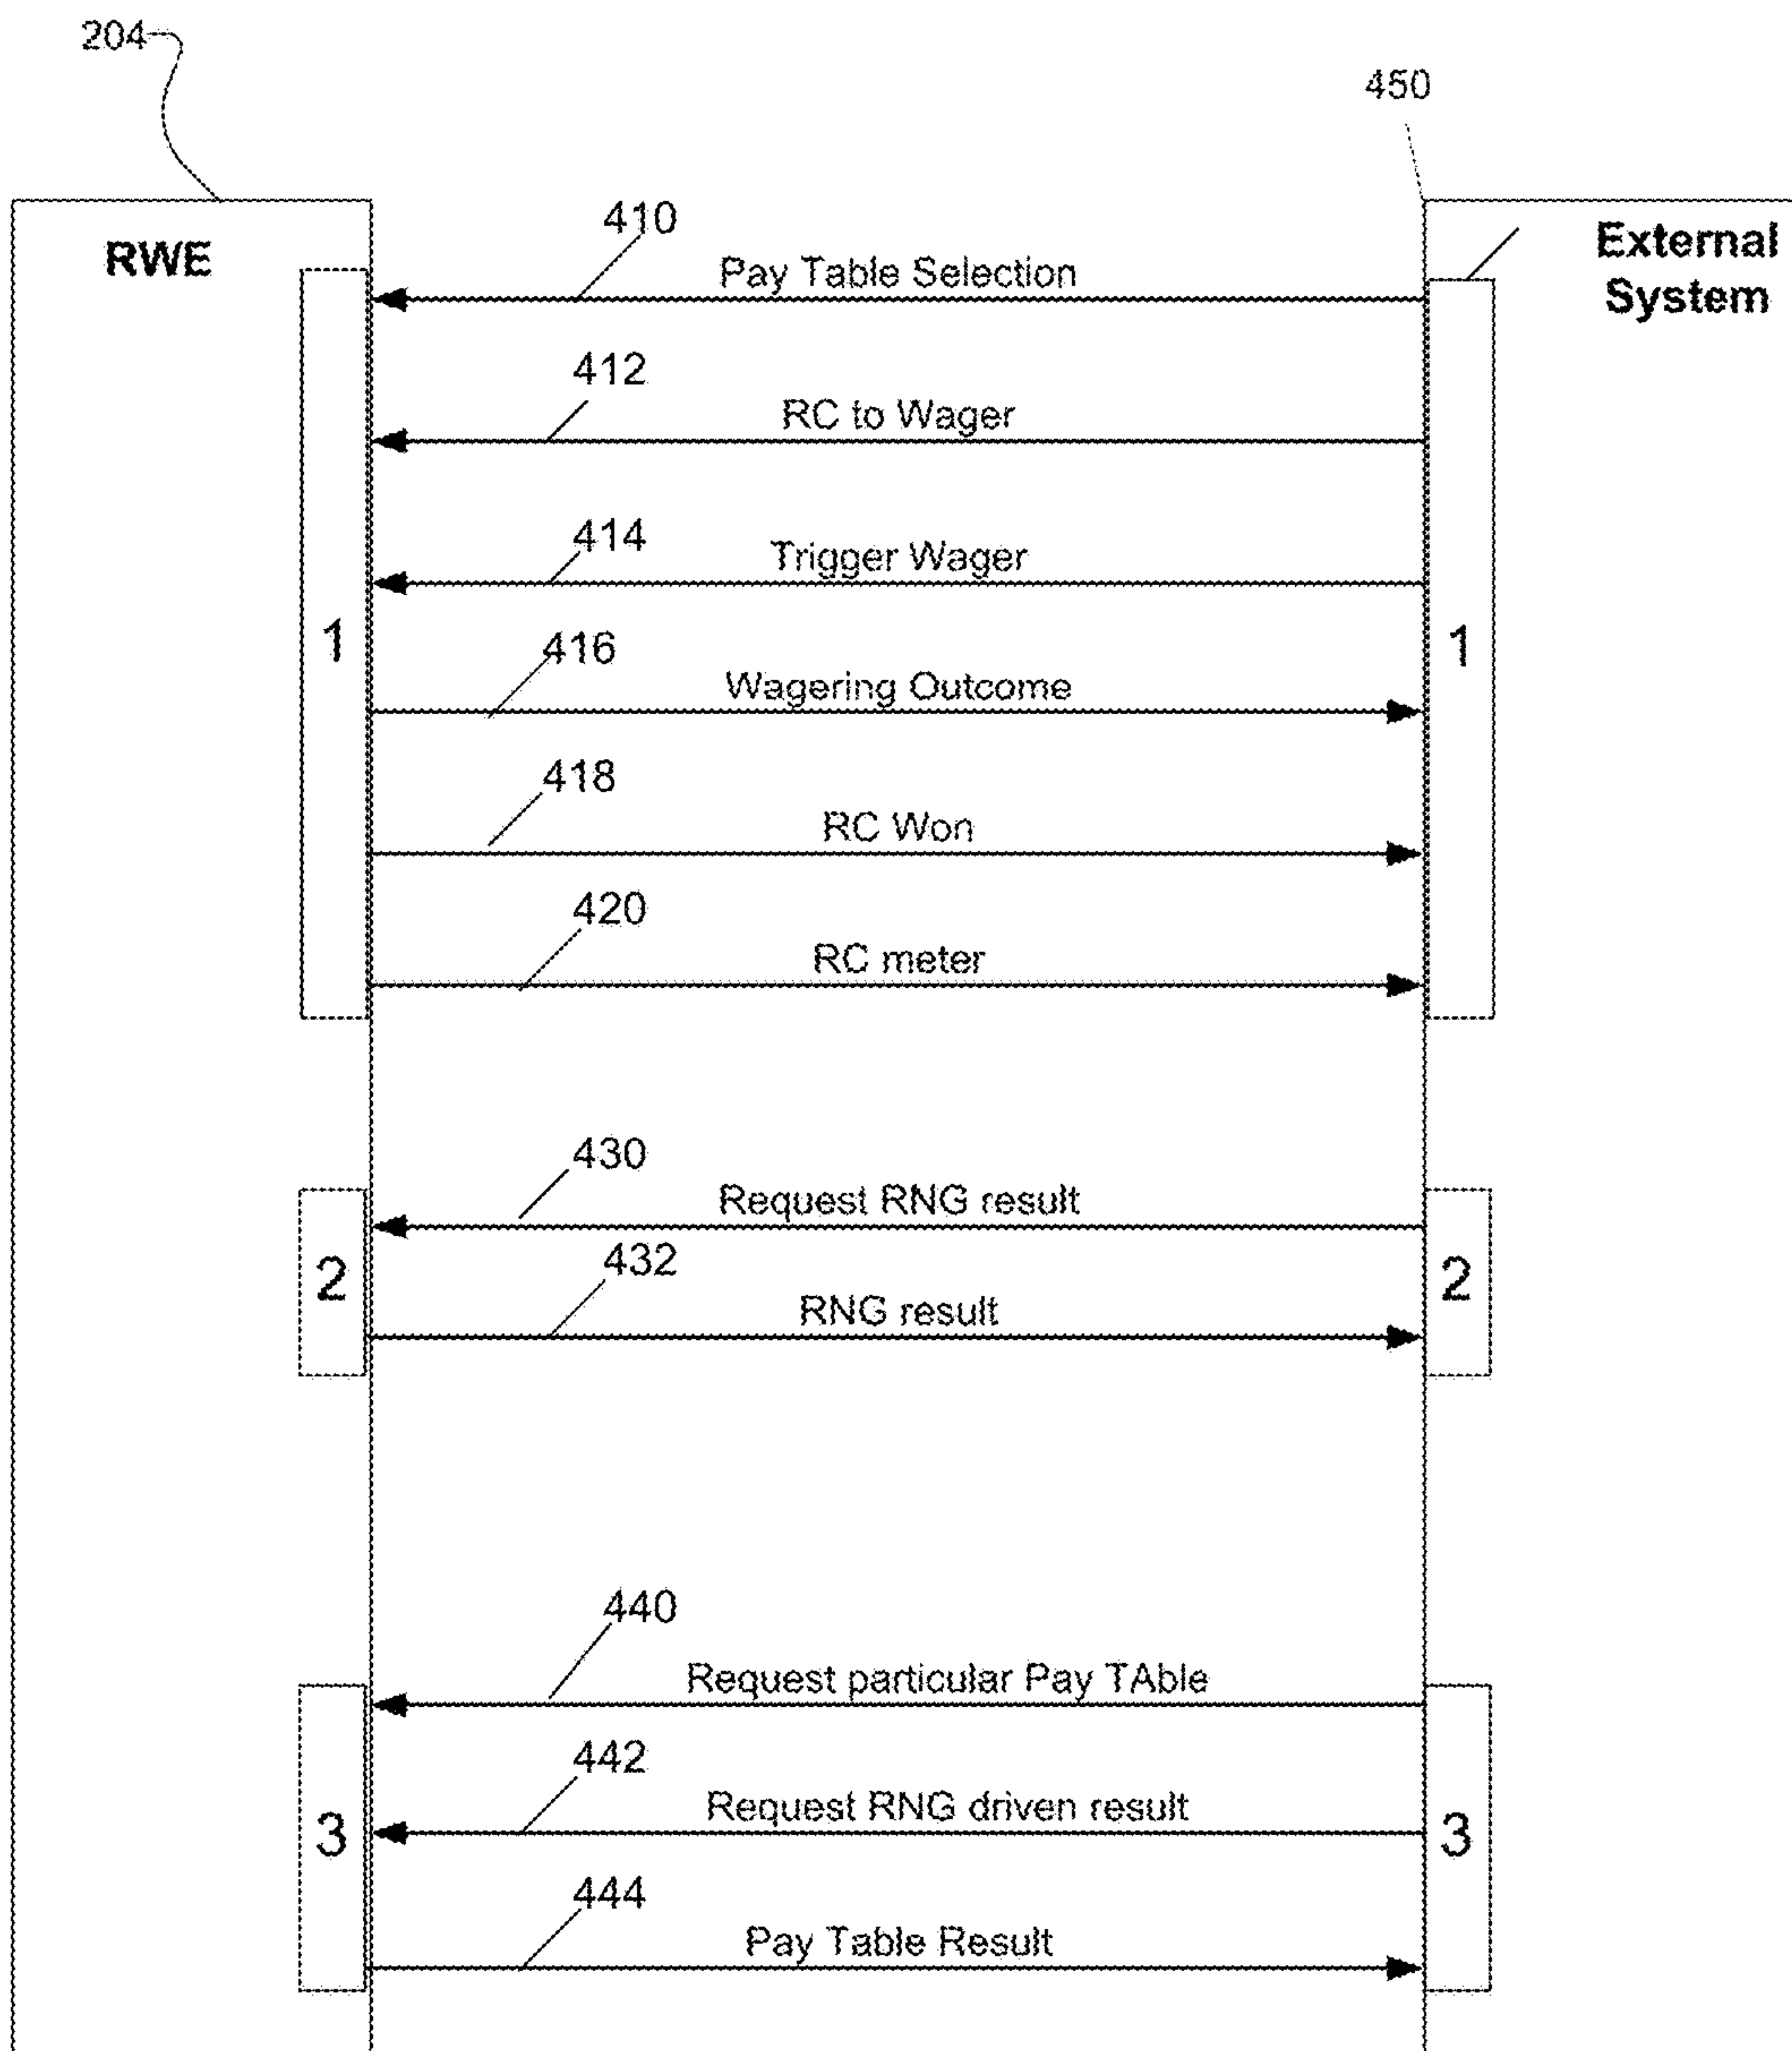 204
450
RWE
External
System
410
Pay Table Selection
412
RC to Wager
414
Trigger Wager
1
1
416
Wagering Outcome
418
RC Won
420
RC meter
430
Request RNG result
2
2
432
RNG result
440
Request particular Pay TAble
442
Request RNG driven result
3
3
444
Pay Table Result